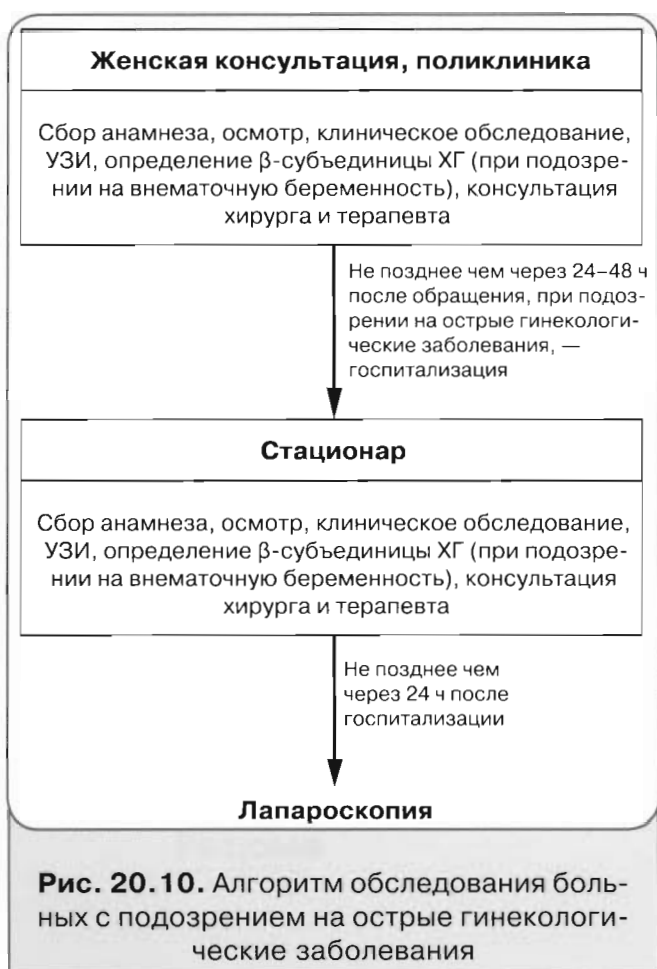 Женская консультация, поликлиника
Сбор анамнеза, осмотр, клиническое обследование,
УЗИ, определение β-субъединицы ХГ (при подозре-
нии на внематочную беременность), консультация
хирурга и терапевта
Не позднее чем через 24–48 ч
после обращения, при подоз-
рении на острые гинекологи-
ческие заболевания, —
госпитализация
Стационар
Сбор анамнеза, осмотр, клиническое обследование,
УЗИ, определение β-субъединицы ХГ (при подозре-
нии на внематочную беременность), консультация
хирурга и терапевта
Не позднее чем
через 24 ч после
госпитализации
Лапароскопия
Рис. 20.10. Алгоритм обследования боль-
ных с подозрением на острые гинекологи-
ческие заболевания